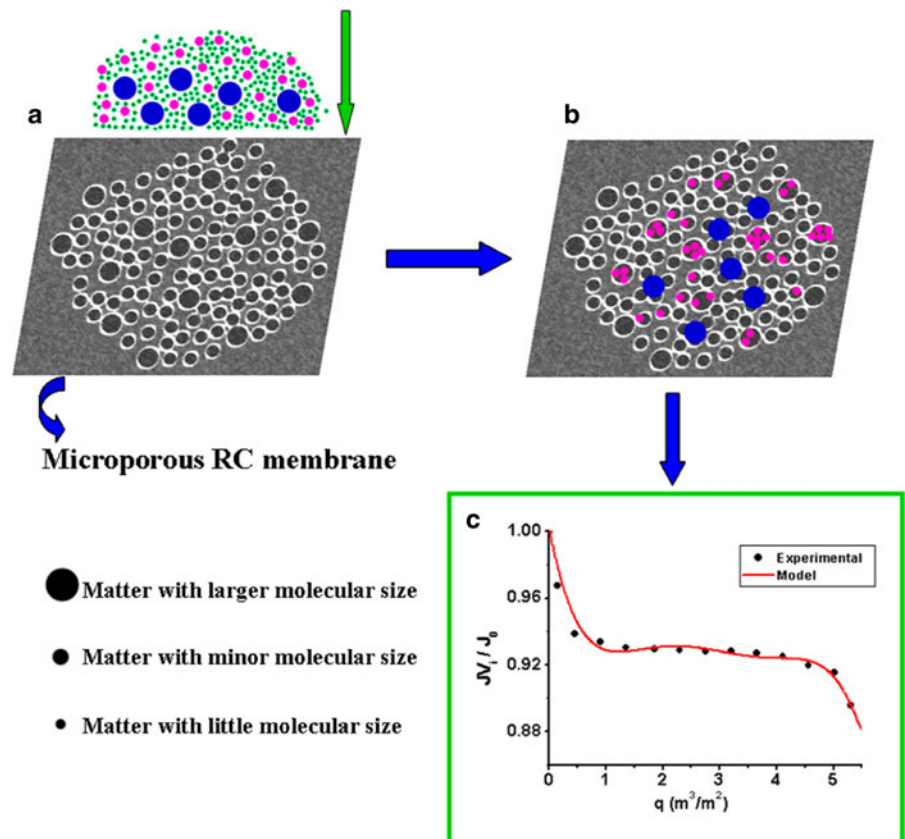 a
b
Microporous RC membrane
Matter with larger molecular size
Matter with minor molecular size
Matter with little molecular size
c
1.00
0.96
0.92
0.88
JVᵢ / J₀
Experimental
Model
0
1
2
3
4
5
q (m³/m²)